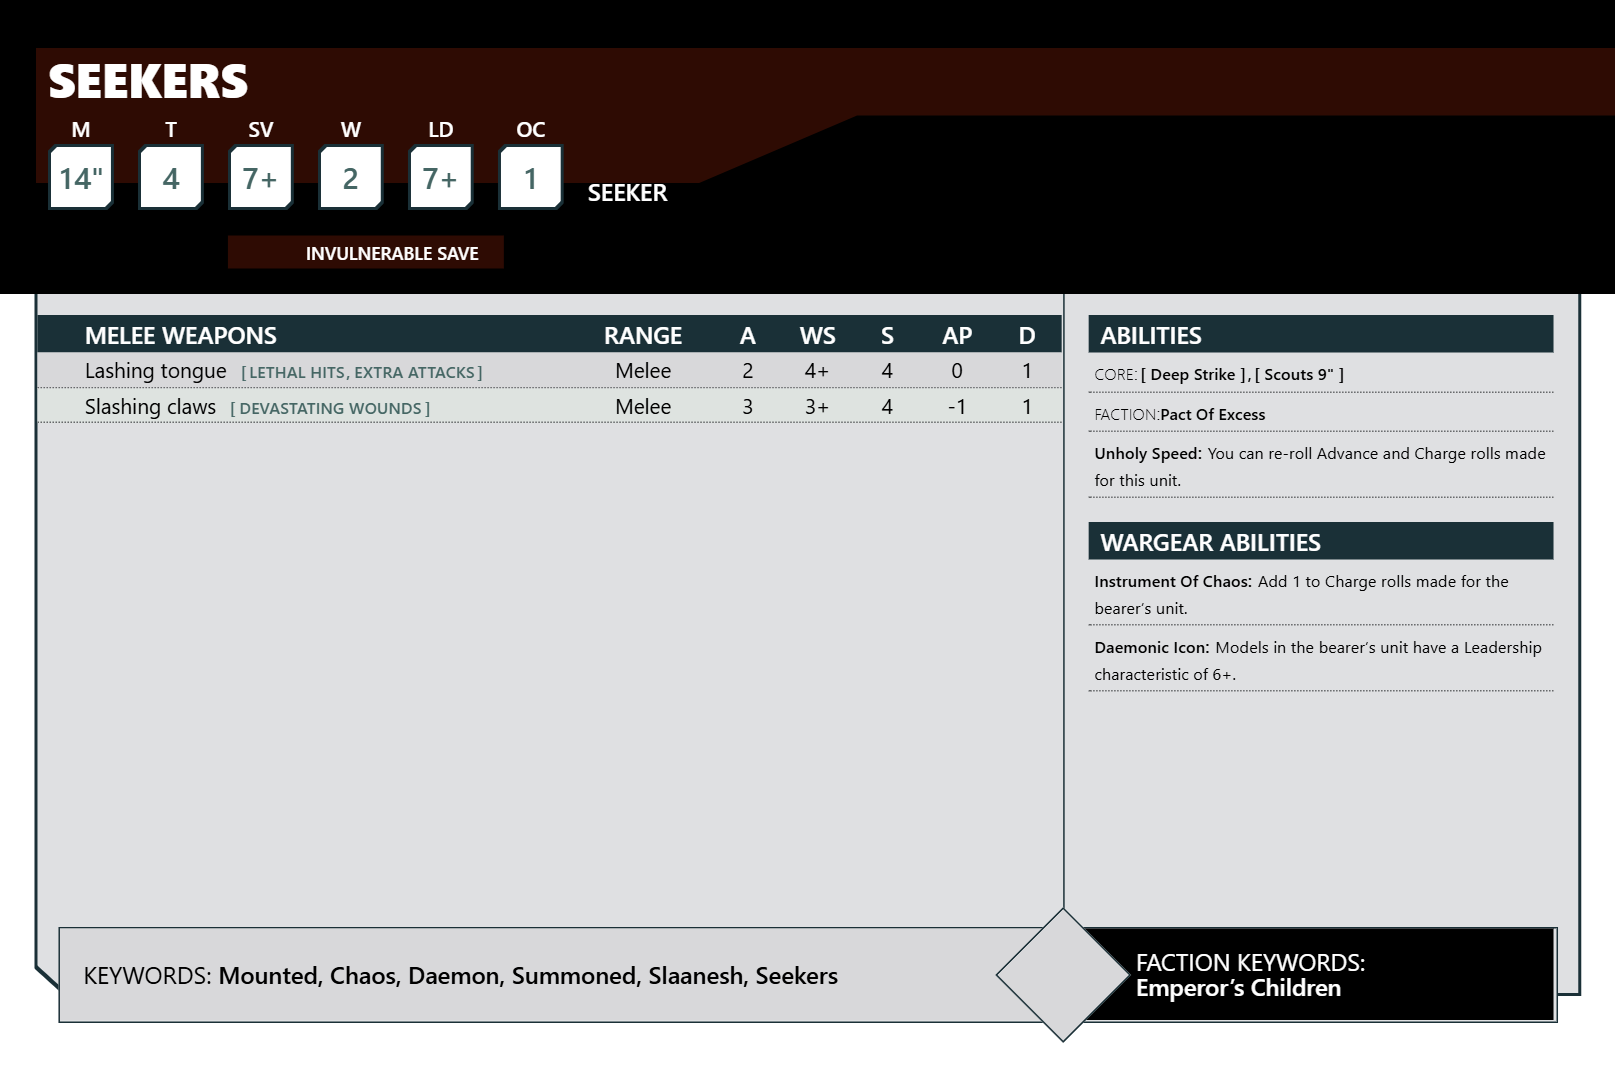 SEEKERS
M T SV W LD OC
14" 4 7+ 2 7+ 1 SEEKER
INVULNERABLE SAVE
MELEE WEAPONS RANGE A WS S AP D
Lashing tongue [ LETHAL HITS, EXTRA ATTACKS ] Melee 2 4+ 4 0 1
Slashing claws [ DEVASTATING WOUNDS ] Melee 3 3+ 4 -1 1
ABILITIES
CORE: [ Deep Strike ] , [ Scouts 9" ]
FACTION:Pact Of Excess
Unholy Speed: You can re-roll Advance and Charge rolls made
for this unit.
WARGEAR ABILITIES
Instrument Of Chaos: Add 1 to Charge rolls made for the
bearer’s unit.
Daemonic Icon: Models in the bearer’s unit have a Leadership
characteristic of 6+.
KEYWORDS: Mounted, Chaos, Daemon, Summoned, Slaanesh, Seekers
FACTION KEYWORDS:
Emperor’s Children